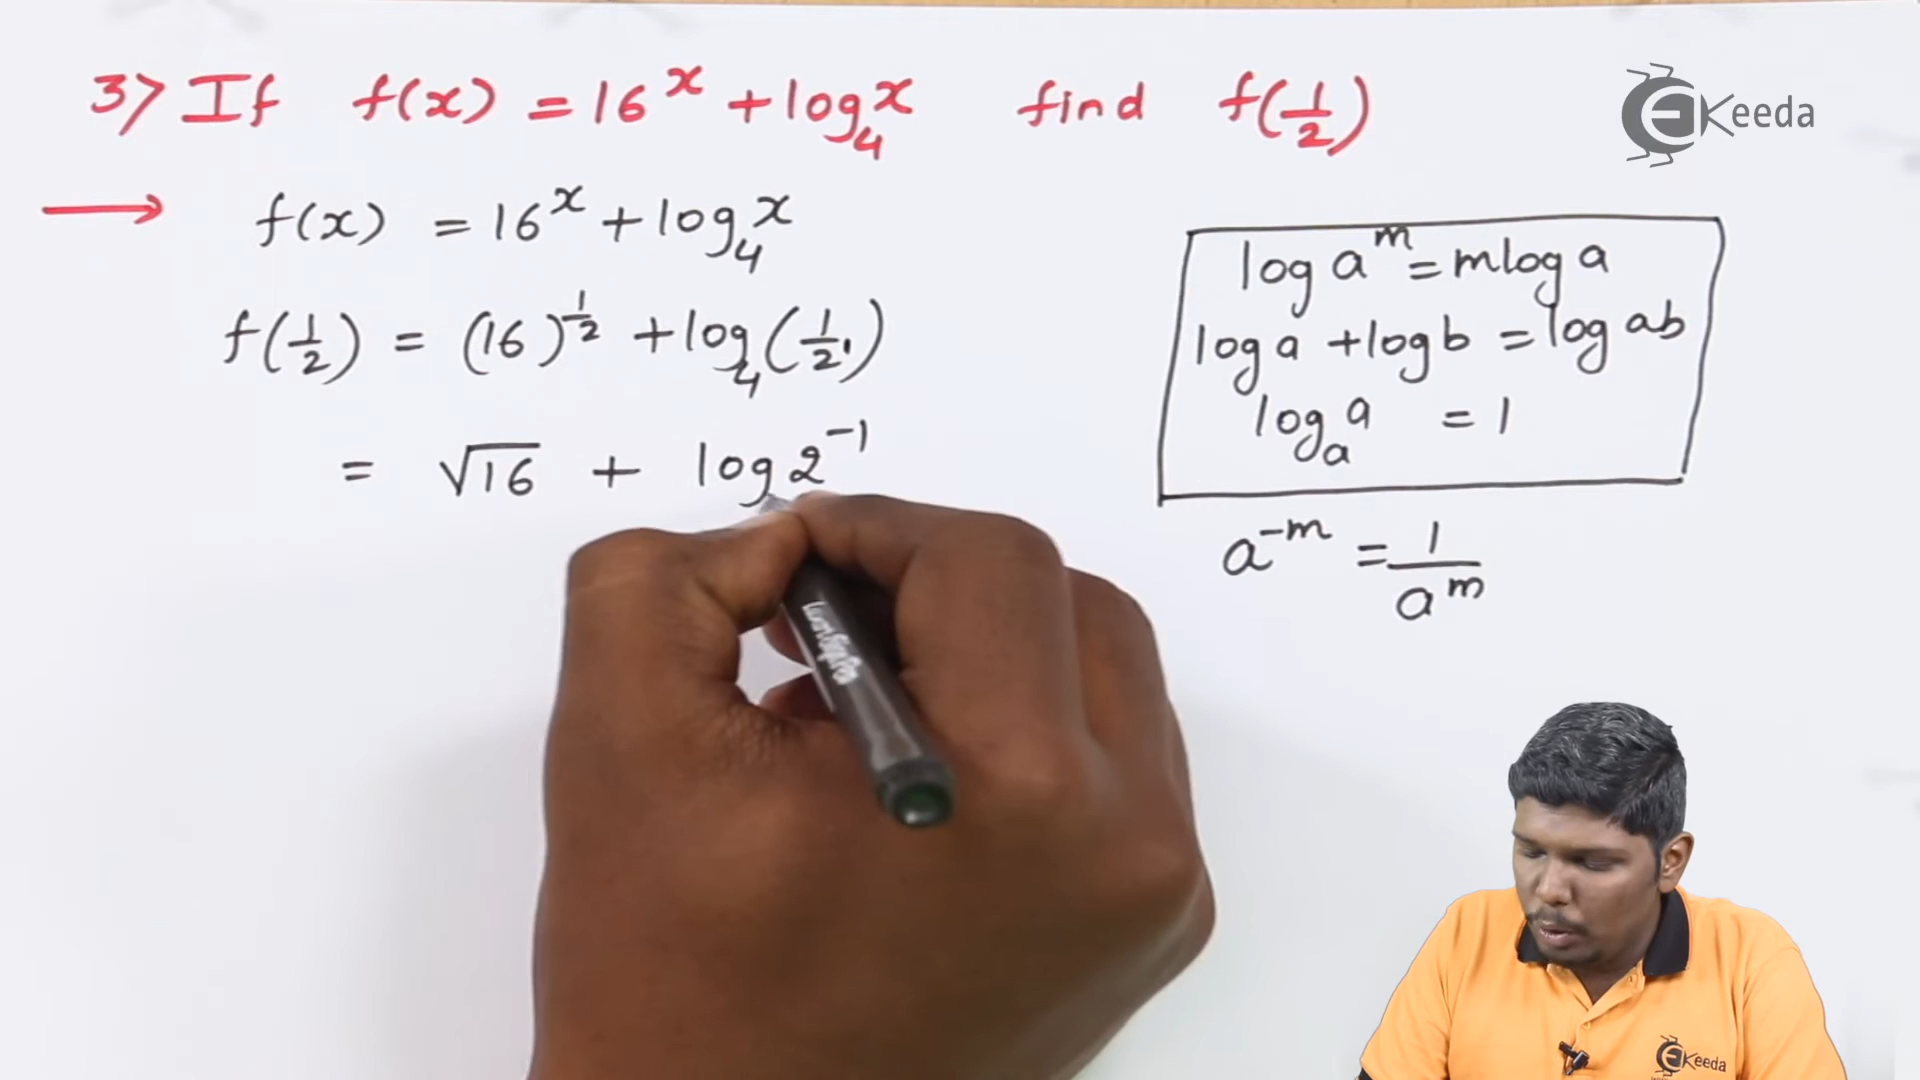 3> If f(x) = 16^x + log_4 x find f(1/2)
EKeeda
→ f(x) = 16^x + log_4 x
f(1/2) = (16)^1/2 + log_4 (1/2)
= √16 + log 2^-1
log a^m = m log a
log a + log b = log ab
log_a a = 1
a^-m = 1/a^m
EKeeda